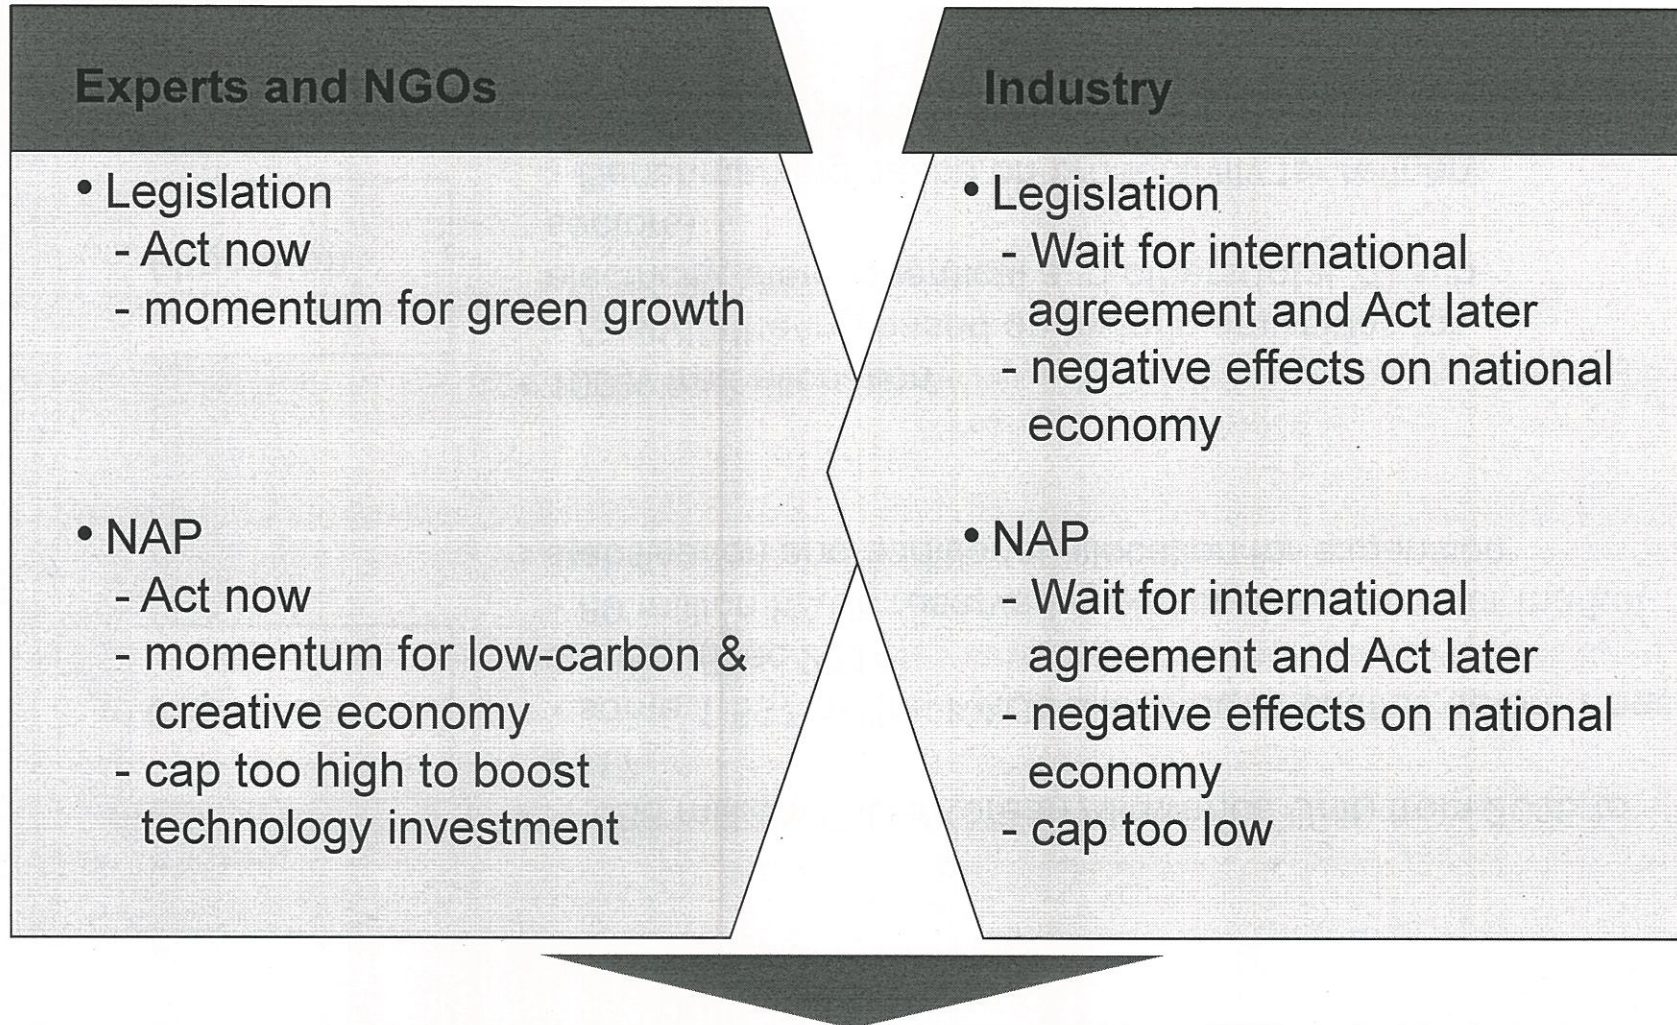 Experts and NGOs
• Legislation
- Act now
- momentum for green growth
• NAP
- Act now
- momentum for low-carbon &
creative economy
- cap too high to boost
technology investment
Industry
• Legislation
- Wait for international
agreement and Act later
- negative effects on national
economy
• NAP
- Wait for international
agreement and Act later
- negative effects on national
economy
- cap too low